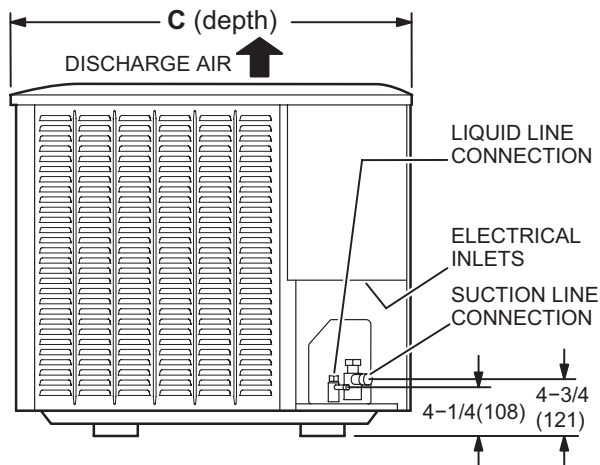 C (depth)
DISCHARGE AIR
LIQUID LINE
CONNECTION
ELECTRICAL
INLETS
SUCTION LINE
CONNECTION
4−1/4(108)
4−3/4
(121)